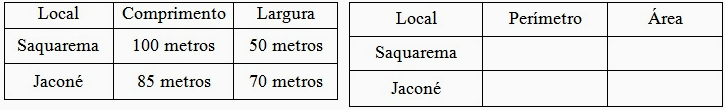 Local Comprimento Largura
Saquarema 100 metros 50 metros
Jaconé 85 metros 70 metros
Local Perímetro Área
Saquarema
Jaconé